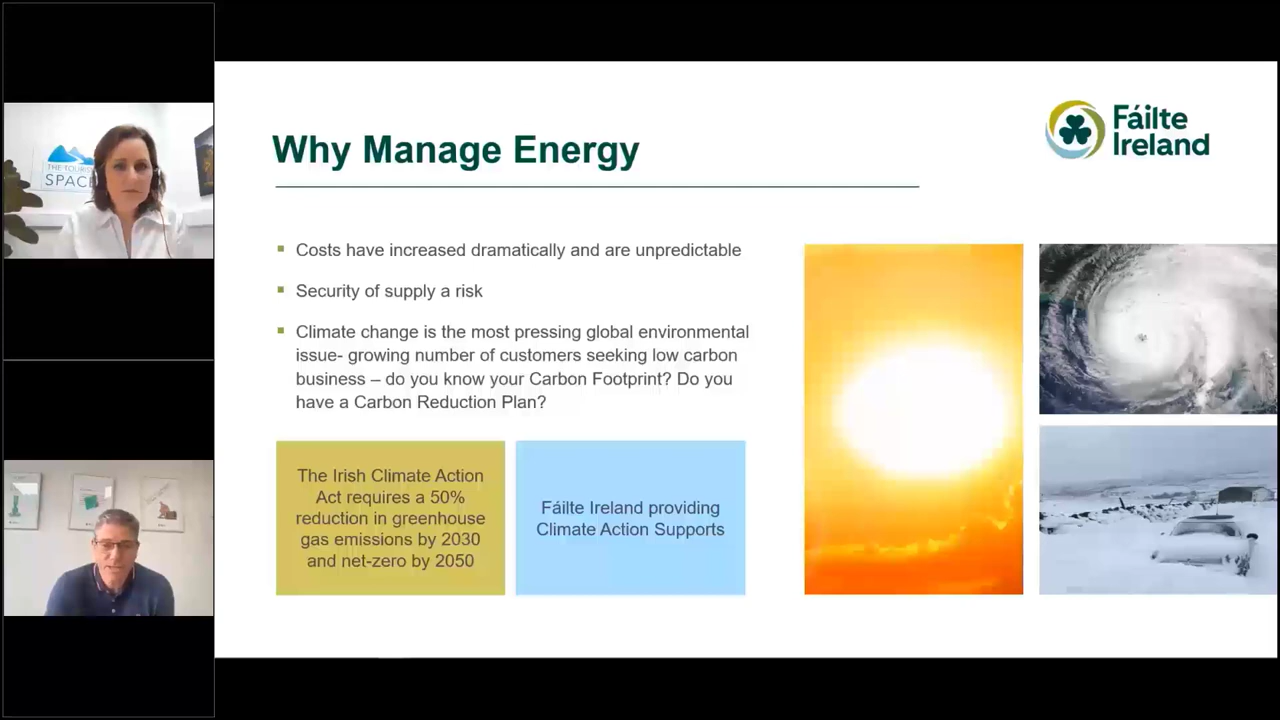 THE TOURIS
SPAC
Why Manage Energy
Fáilte
Ireland
Costs have increased dramatically and are unpredictable
Security of supply a risk
Climate change is the most pressing global environmental
issue- growing number of customers seeking low carbon
business – do you know your Carbon Footprint? Do you
have a Carbon Reduction Plan?
The Irish Climate Action
Act requires a 50%
reduction in greenhouse
gas emissions by 2030
and net-zero by 2050
Fáilte Ireland providing
Climate Action Supports